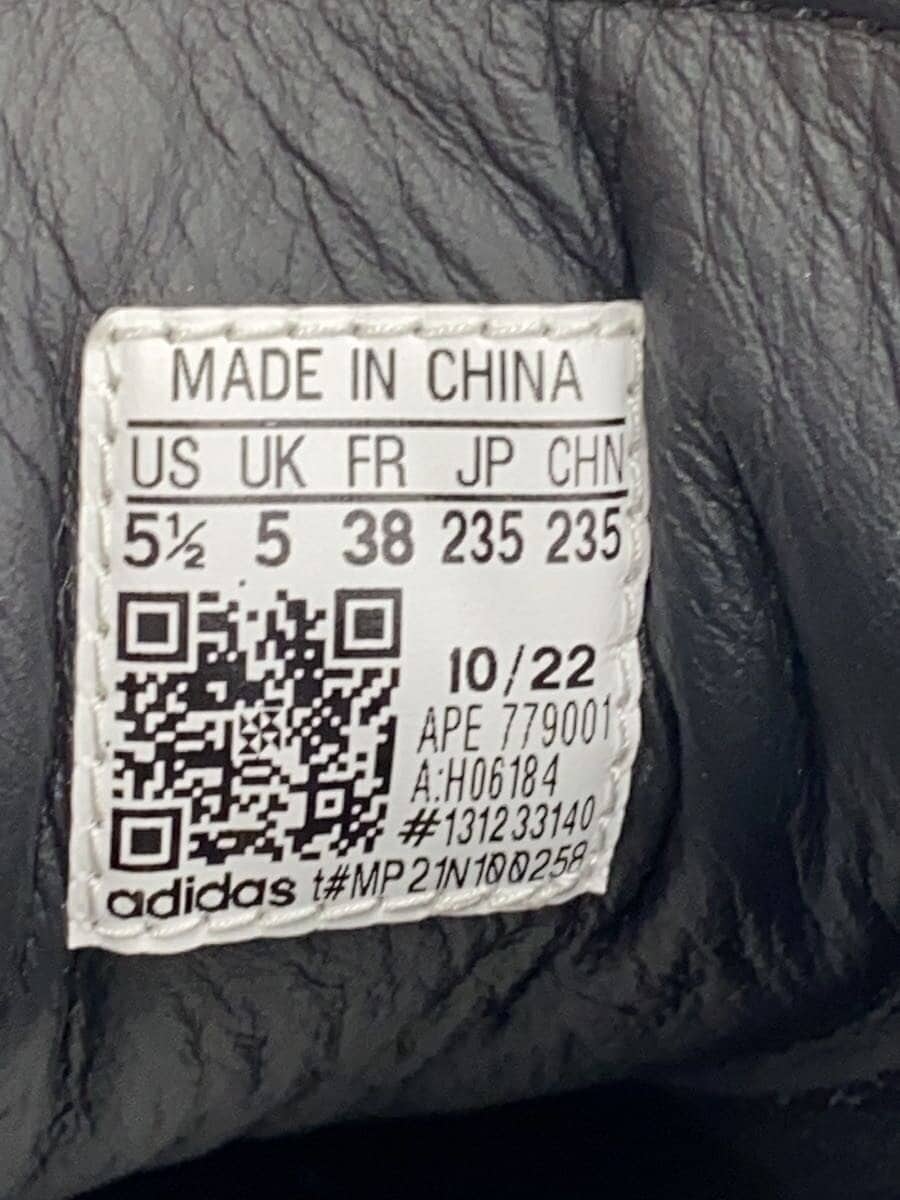 MADE IN CHINA
US UK FR JP CHN
5½ 5 38 235 235
10/22
APE 779001
A:H06184
#131233140
adidas t#MP21N100258